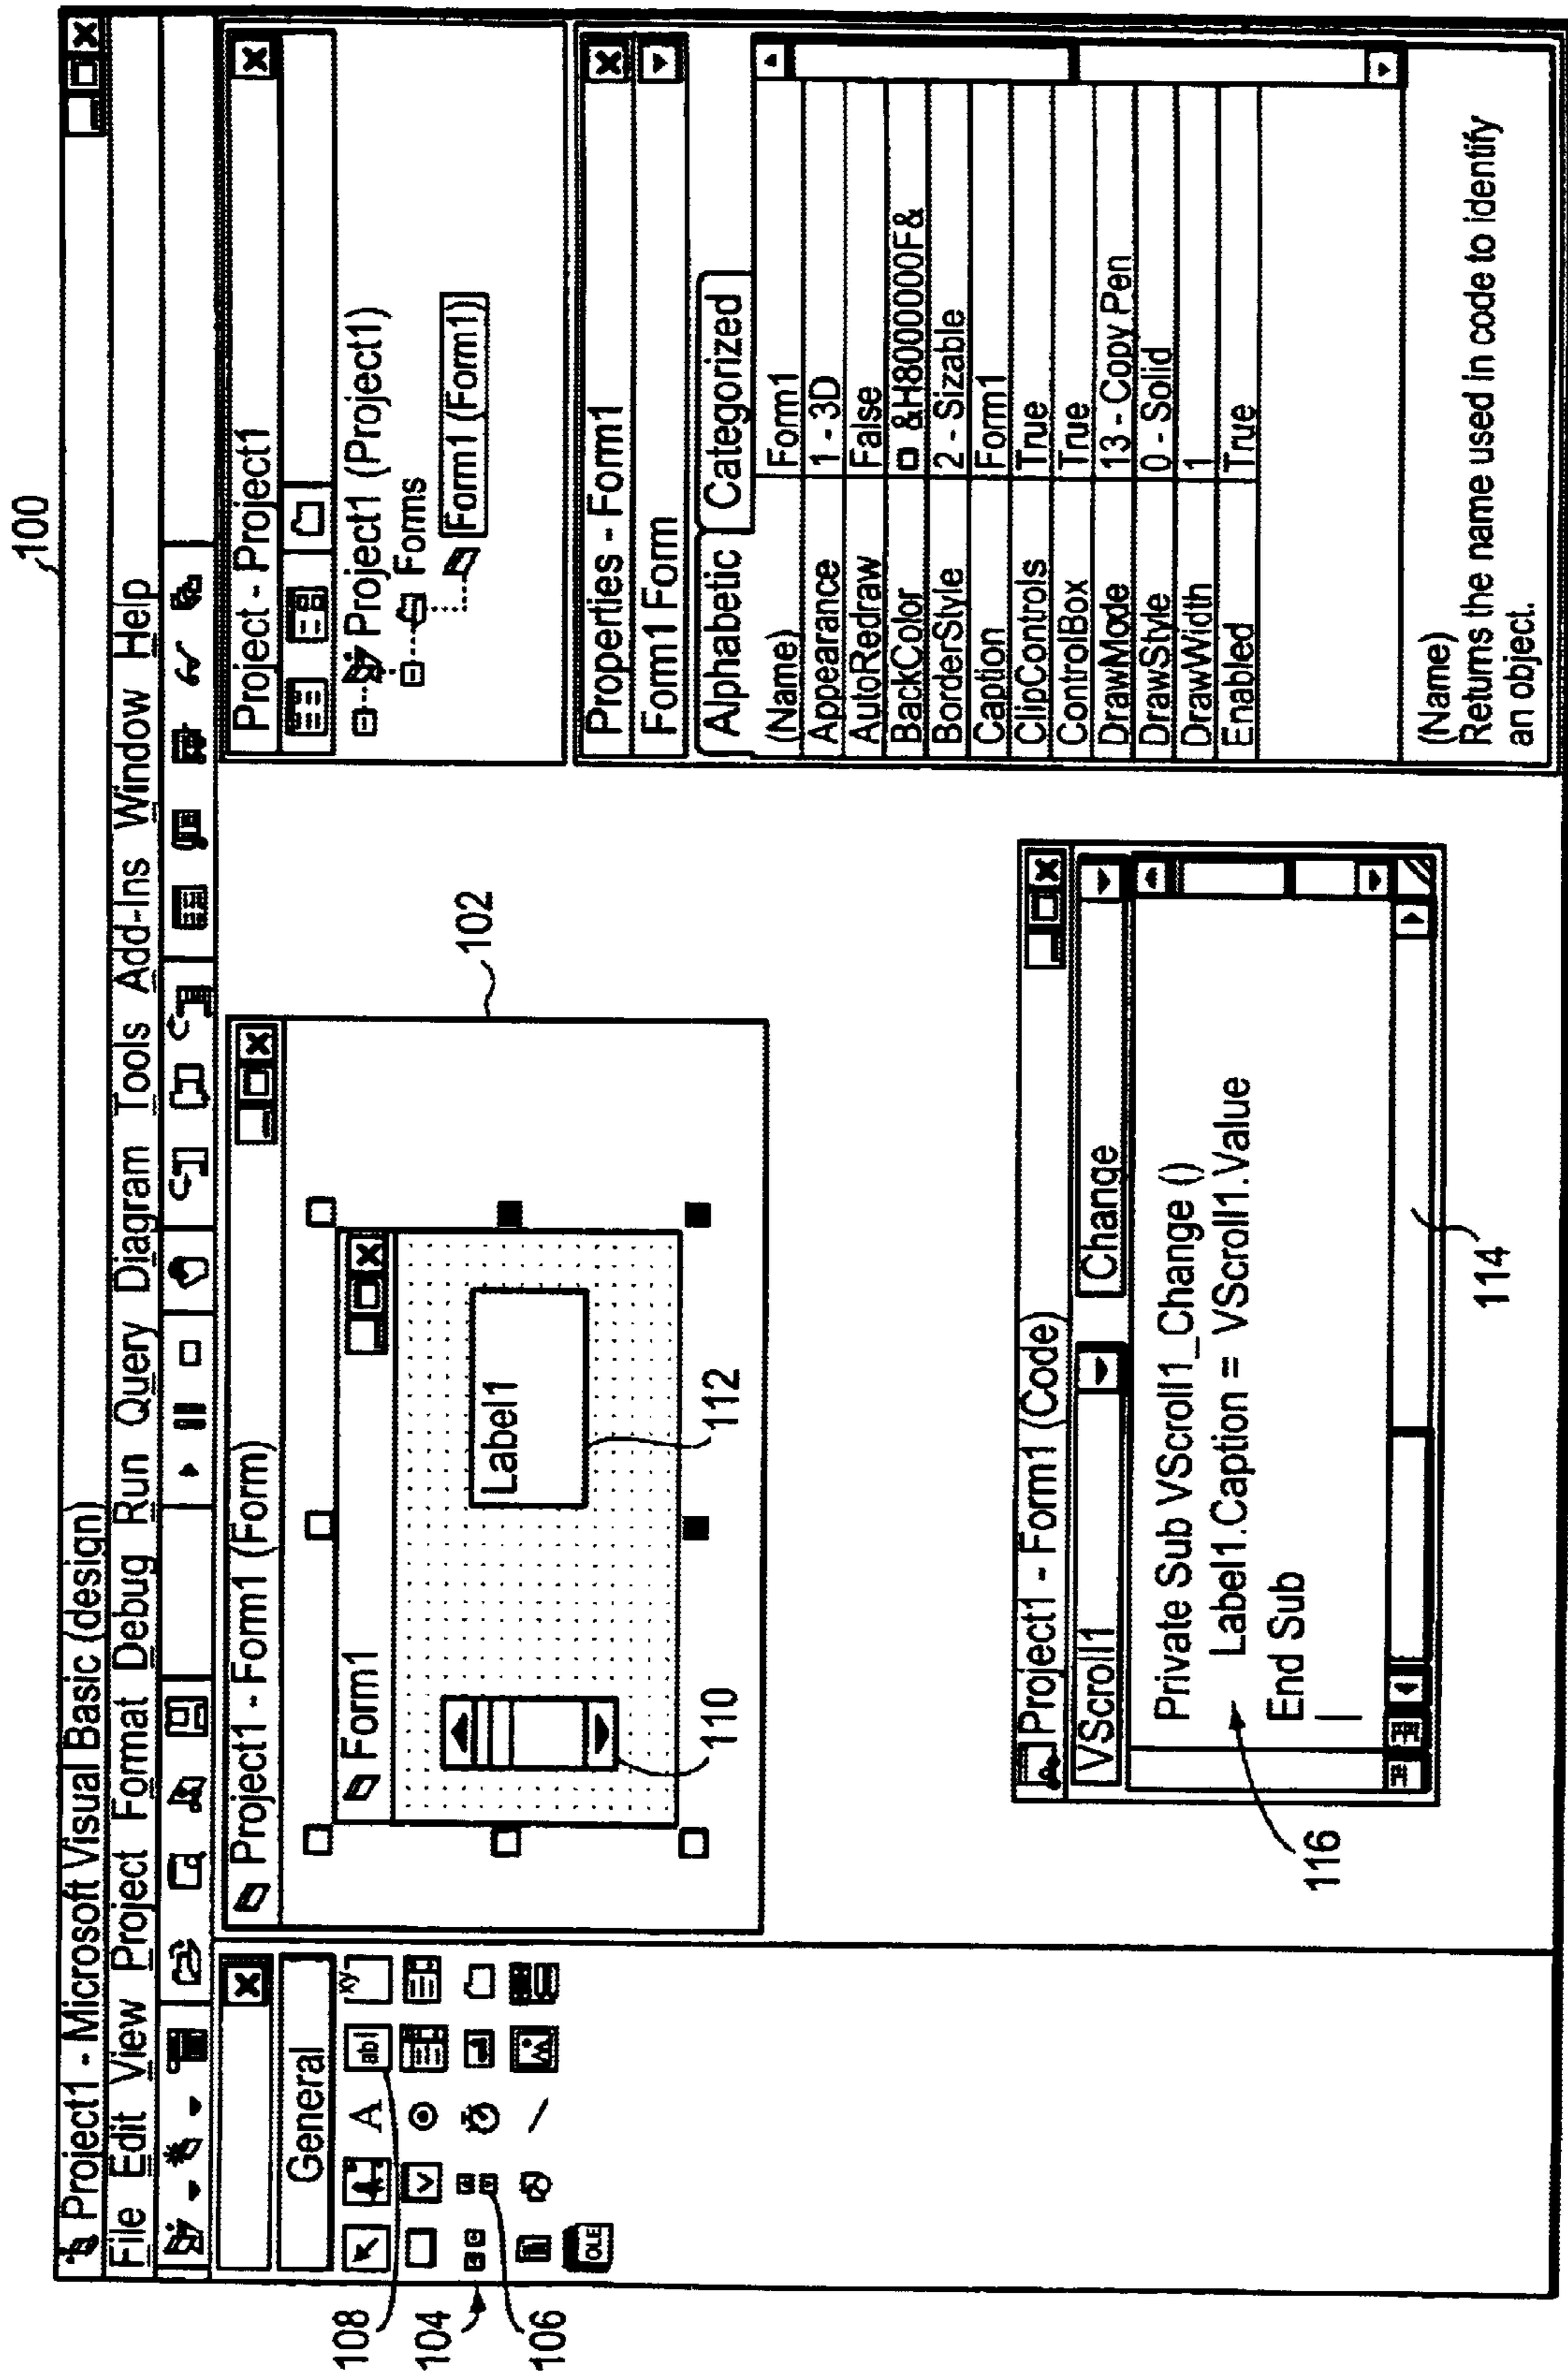 100
Project1 - Microsoft Visual Basic (design)
File Edit View Project Format Debug Run Query Diagram Tools Add-Ins Window Help
General
abl
xy
OLE
108
104
106
Project1 - Form1 (Form)
Form1
Label1
110
112
102
Project1 - Form1 (Code)
VScroll1
Change
Private Sub VScroll1_Change ()
Label1.Caption = VScroll1.Value
End Sub
116
114
Project - Project1
Project1 (Project1)
Forms
Form1 (Form1)
Properties - Form1
Form1 Form
Alphabetic Categorized
(Name) Form1
Appearance 1 - 3D
AutoRedraw False
BackColor &H8000000F&
BorderStyle 2 - Sizable
Caption Form1
ClipControls True
ControlBox True
DrawMode 13 - Copy Pen
DrawStyle 0 - Solid
DrawWidth 1
Enabled True
(Name)
Returns the name used in code to identify
an object.